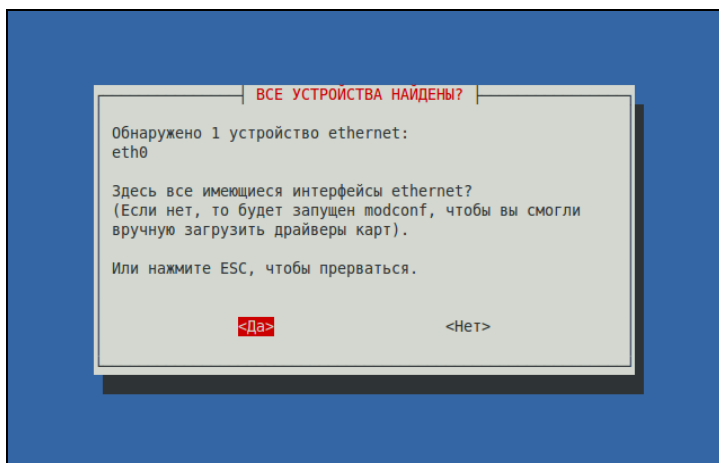 ВСЕ УСТРОЙСТВА НАЙДЕНЫ?
Обнаружено 1 устройство ethernet:
eth0
Здесь все имеющиеся интерфейсы ethernet?
(Если нет, то будет запущен modconf, чтобы вы смогли
вручную загрузить драйверы карт).
Или нажмите ESC, чтобы прерваться.
<Да> <Нет>